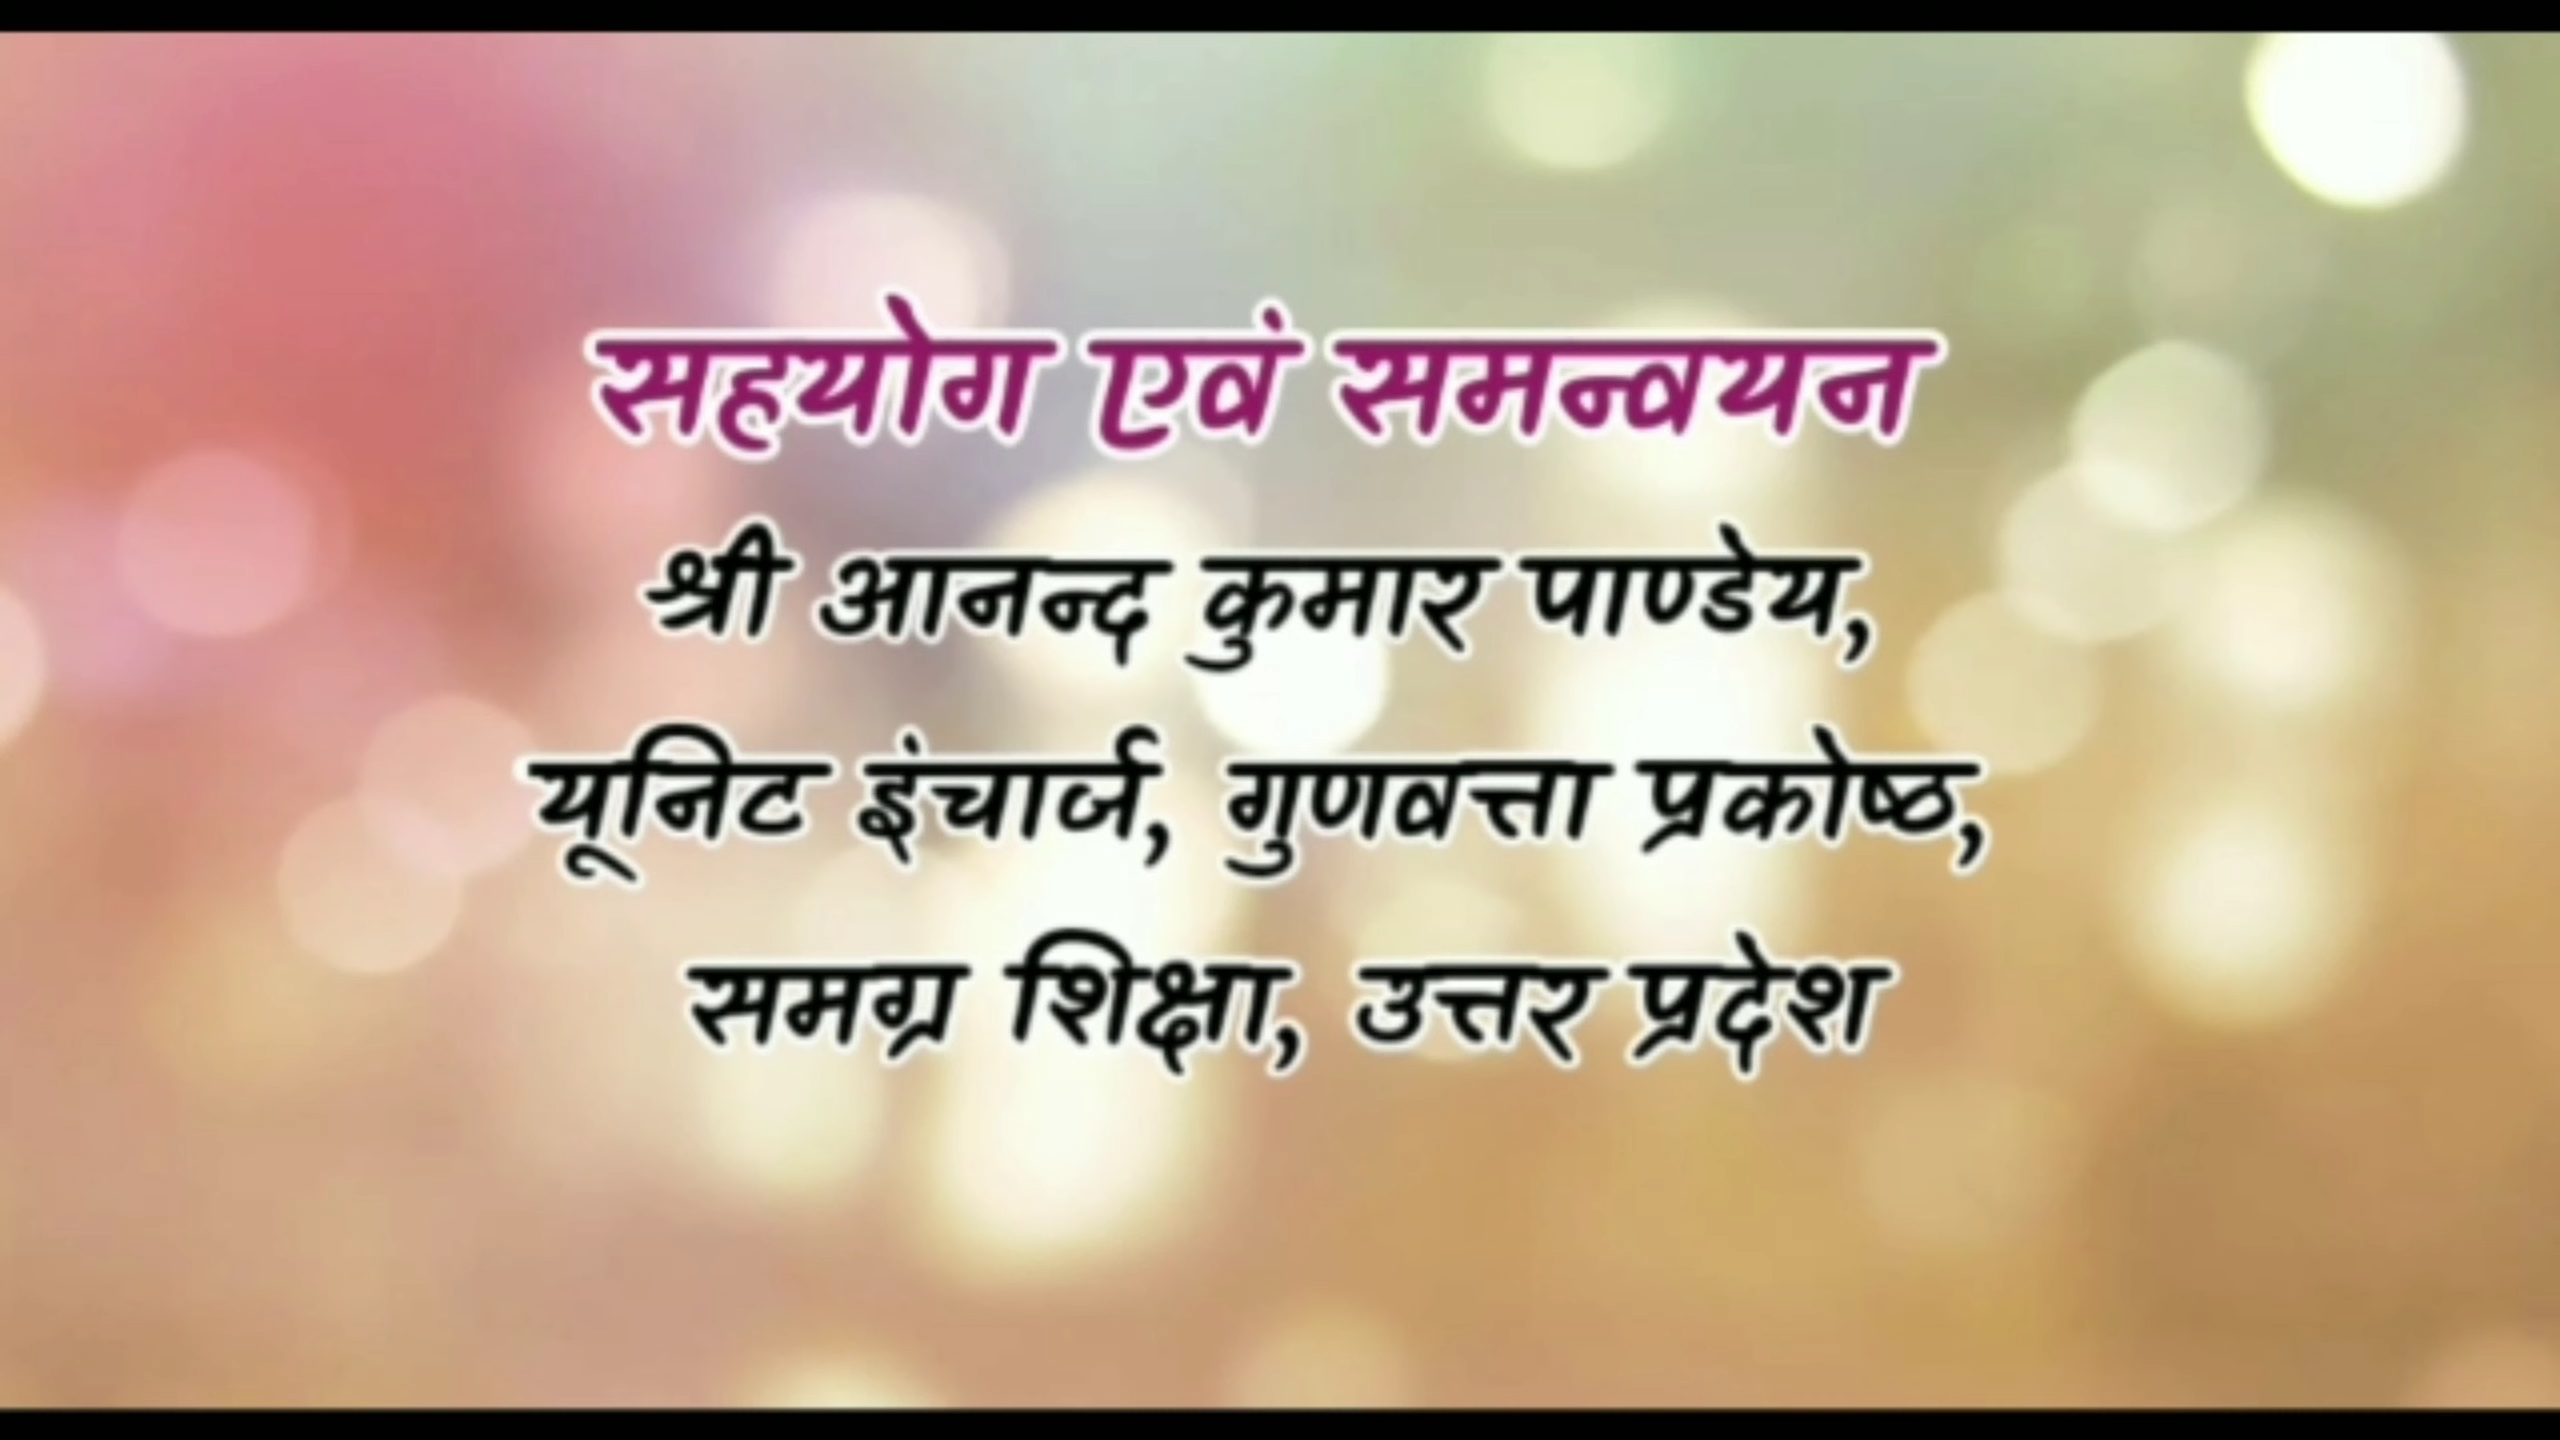 सहयोग एवं समन्वयन
श्री आनन्द कुमार पाण्डेय,
यूनिट इंचार्ज, गुणवत्ता प्रकोष्ठ,
समग्र शिक्षा, उत्तर प्रदेश